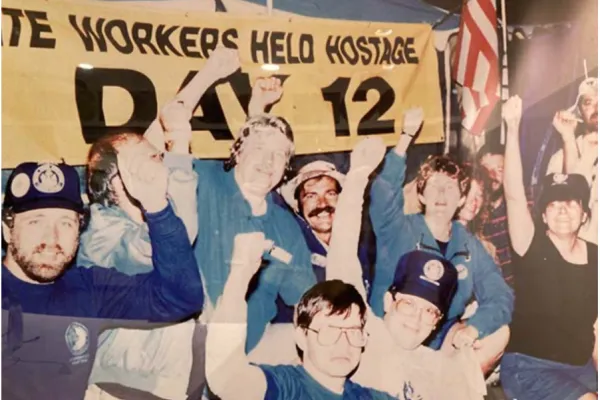 TE WORKERS HELD HOSTAGE
DAY 12